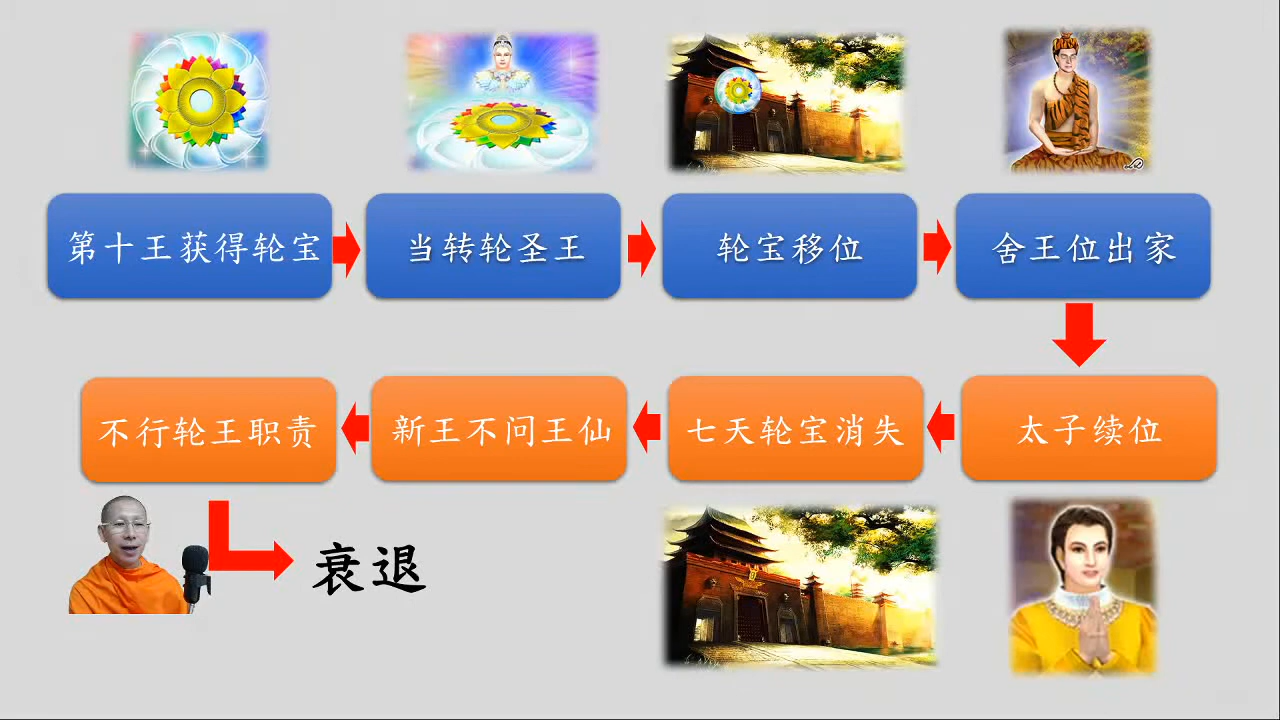 第十王获得轮宝
当转轮圣王
轮宝移位
舍王位出家
太子续位
七天轮宝消失
新王不问王仙
不行轮王职责
衰退